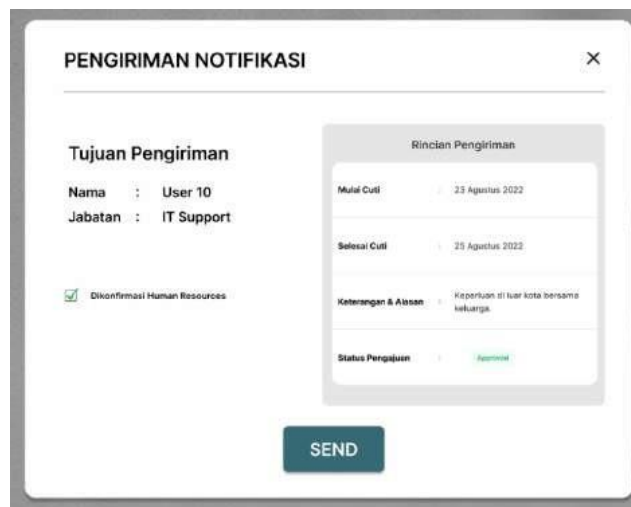 PENGIRIMAN NOTIFIKASI
Tujuan Pengiriman
Nama : User 10
Jabatan : IT Support
Dikonfirmasi Human Resources
Rincian Pengiriman
Mulai Cuti : 23 Agustus 2022
Selesai Cuti : 25 Agustus 2022
Keterangan & Alasan : Keperluan di luar kota bersama
keluarga.
Status Pengajuan : Approved
SEND